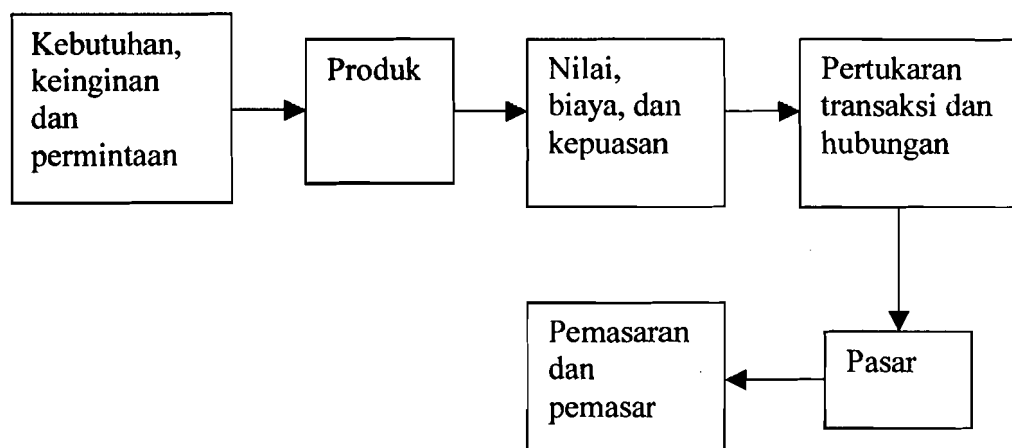 Kebutuhan,
keinginan
dan
permintaan
Produk
Nilai,
biaya, dan
kepuasan
Pertukaran
transaksi dan
hubungan
Pasar
Pemasaran
dan
pemasar